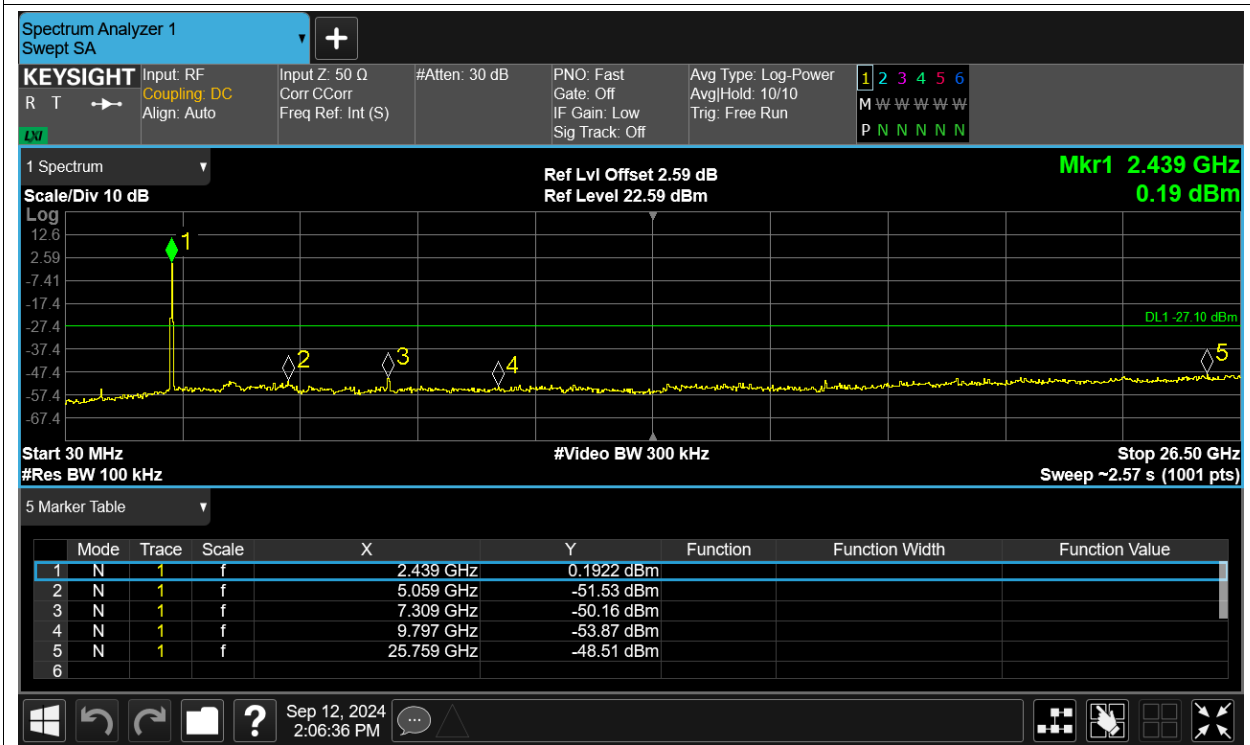 Spectrum Analyzer 1
Swept SA
+
KEYSIGHT Input: RF Input Z: 50 Ω #Atten: 30 dB PNO: Fast Avg Type: Log-Power 1 2 3 4 5 6
R T Coupling: DC Corr CCorr Gate: Off Avg|Hold: 10/10 M W W W W W
Align: Auto Freq Ref: Int (S) IF Gain: Low Trig: Free Run
LXI Sig Track: Off P N N N N N
1 Spectrum Ref Lvl Offset 2.59 dB Mkr1 2.439 GHz
Scale/Div 10 dB Ref Level 22.59 dBm 0.19 dBm
Log
12.6 1
2.59
-7.41
-17.4
DL1 -27.10 dBm
-27.4
-37.4 2 3 4 5
-47.4
-57.4
-67.4
Start 30 MHz #Video BW 300 kHz Stop 26.50 GHz
#Res BW 100 kHz Sweep ~2.57 s (1001 pts)
5 Marker Table
Mode Trace Scale X Y Function Function Width Function Value
1 N 1 f 2.439 GHz 0.1922 dBm
2 N 1 f 5.059 GHz -51.53 dBm
3 N 1 f 7.309 GHz -50.16 dBm
4 N 1 f 9.797 GHz -53.87 dBm
5 N 1 f 25.759 GHz -48.51 dBm
6
? Sep 12, 2024
2:06:36 PM